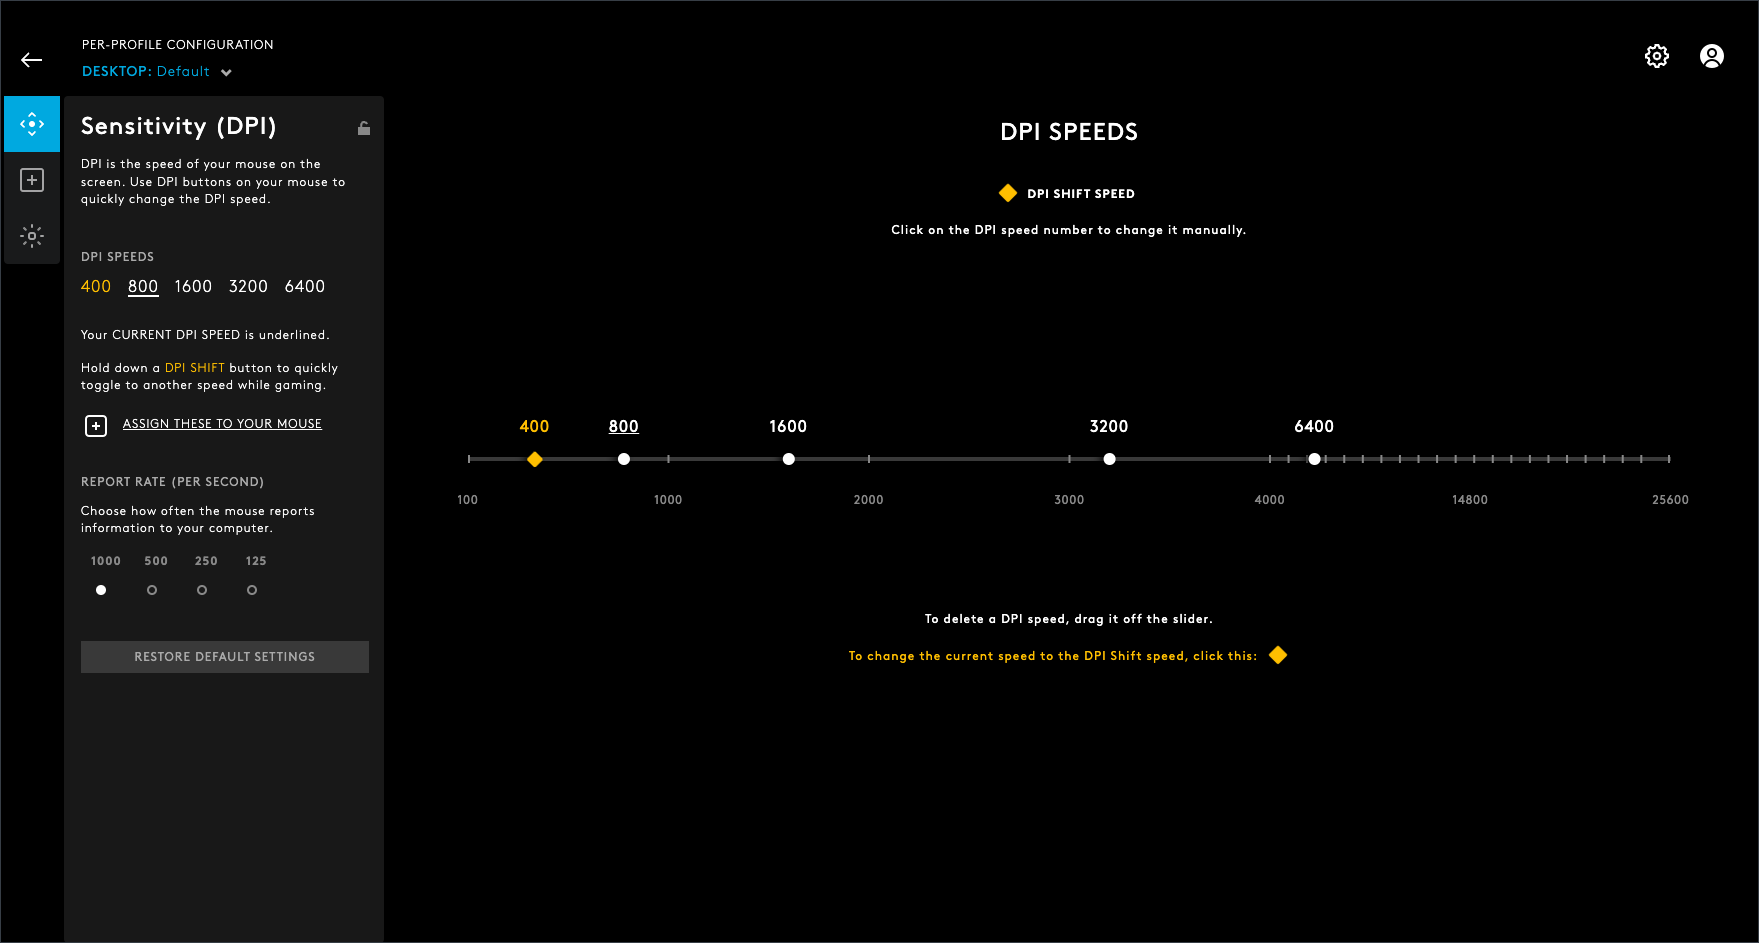 PER-PROFILE CONFIGURATION
DESKTOP: Default
Sensitivity (DPI)
DPI is the speed of your mouse on the
screen. Use DPI buttons on your mouse to
quickly change the DPI speed.
DPI SPEEDS
400 800 1600 3200 6400
Your CURRENT DPI SPEED is underlined.
Hold down a DPI SHIFT button to quickly
toggle to another speed while gaming.
ASSIGN THESE TO YOUR MOUSE
REPORT RATE (PER SECOND)
Choose how often the mouse reports
information to your computer.
1000 500 250 125
RESTORE DEFAULT SETTINGS
DPI SPEEDS
DPI SHIFT SPEED
Click on the DPI speed number to change it manually.
400 800 1600 3200 6400
100 1000 2000 3000 4000 14800 25600
To delete a DPI speed, drag it off the slider.
To change the current speed to the DPI Shift speed, click this: